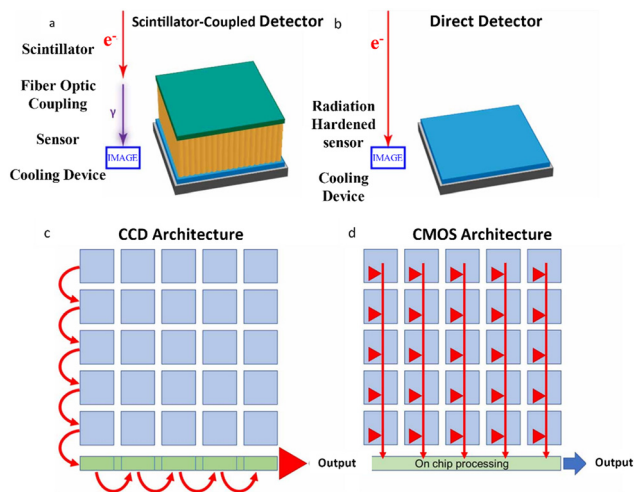 a
Scintillator-Coupled Detector
Scintillator
e-
Fiber Optic
Coupling
γ
Sensor
IMAGE
Cooling Device
b
Direct Detector
e-
Radiation
Hardened
sensor
IMAGE
Cooling
Device
c
CCD Architecture
Output
d
CMOS Architecture
On chip processing
Output